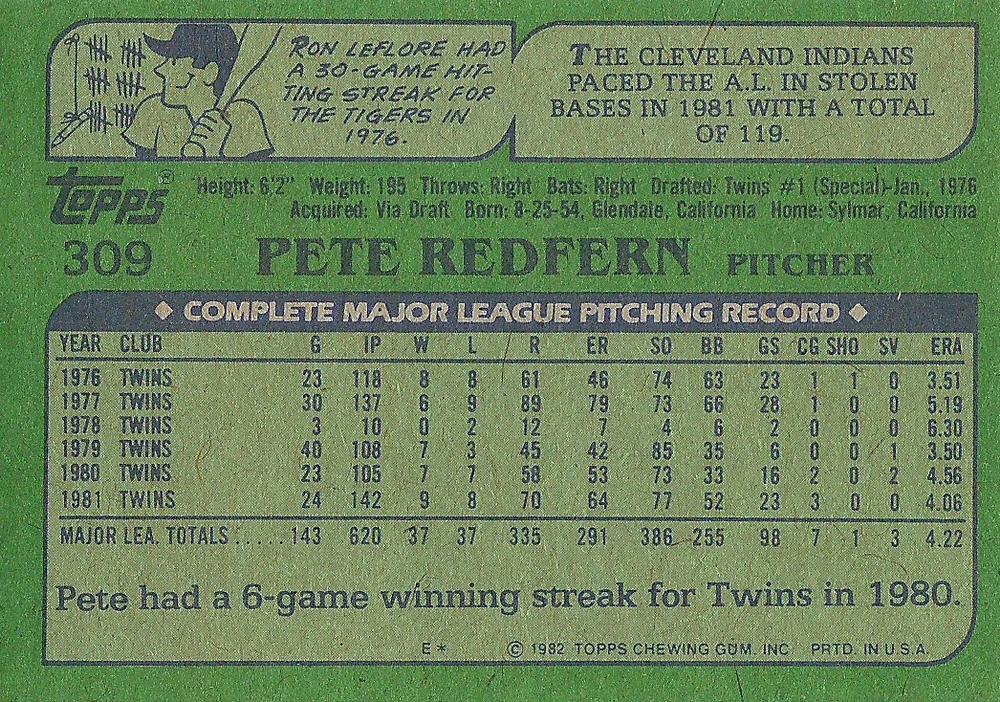 RON LEFLORE HAD
A 30-GAME HIT-
TING STREAK FOR
THE TIGERS IN
1976.
THE CLEVELAND INDIANS
PACED THE A.L. IN STOLEN
BASES IN 1981 WITH A TOTAL
OF 119.
topps®
Height: 6'2" Weight: 195 Throws: Right Bats: Right Drafted: Twins #1 (Special)-Jan., 1976
Acquired: Via Draft Born: 8-25-54, Glendale, California Home: Sylmar, California
309 PETE REDFERN PITCHER
◆ COMPLETE MAJOR LEAGUE PITCHING RECORD ◆
YEAR CLUB G IP W L R ER SO BB GS CG SHO SV ERA
1976 TWINS 23 118 8 8 61 46 74 63 23 1 1 0 3.51
1977 TWINS 30 137 6 9 89 79 73 66 28 1 0 0 5.19
1978 TWINS 3 10 0 2 12 7 4 6 2 0 0 0 6.30
1979 TWINS 40 108 7 3 45 42 85 35 6 0 0 1 3.50
1980 TWINS 23 105 7 7 58 53 73 33 16 2 0 2 4.56
1981 TWINS 24 142 9 8 70 64 77 52 23 3 0 0 4.06
MAJOR LEA. TOTALS ...... 143 620 37 37 335 291 386 255 98 7 1 3 4.22
Pete had a 6-game winning streak for Twins in 1980.
E* © 1982 TOPPS CHEWING GUM, INC PRTD. IN U.S.A.